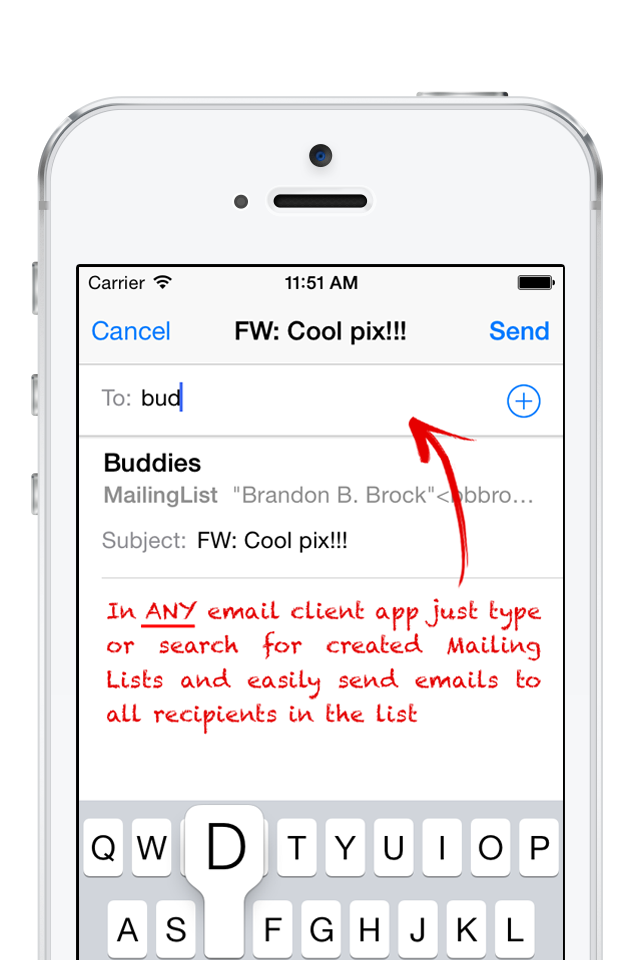 Carrier 11:51 AM
Cancel FW: Cool pix!!! Send
To: bud
Buddies
MailingList "Brandon B. Brock"<bbbro...
Subject: FW: Cool pix!!!
In ANY email client app just type
or search for created Mailing
Lists and easily send emails to
all recipients in the list
Q W D T Y U I O P
A S F G H J K L